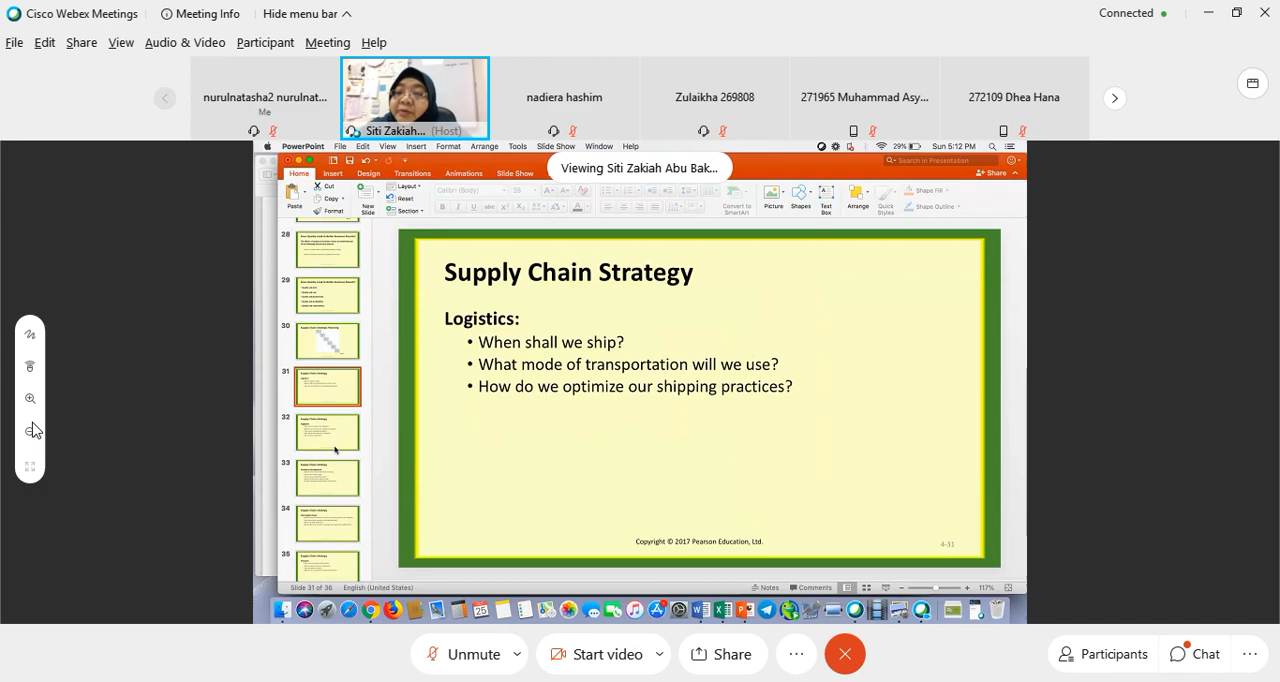 Cisco Webex Meetings
Meeting Info
Hide menu bar
Connected
File Edit Share View Audio & Video Participant Meeting Help
nurulnatasha2 nurulnat...
Me
Siti Zakiah... (Host)
nadiera hashim
Zulaikha 269808
271965 Muhammad Asy...
272109 Dhea Hana
PowerPoint File Edit View Insert Format Arrange Tools Slide Show Window Help
29% Sun 5:12 PM
Viewing Siti Zakiah Abu Bak...
Search in Presentation
Home Insert Design Transitions Animations Slide Show
Share
Paste
Cut
Copy
Format
New Slide
Layout
Reset
Section
Calibri (Body)
Convert to SmartArt
Picture
Shapes
Text Box
Arrange
Quick Styles
Shape Fill
Shape Outline
28
29
30
31
32
33
34
35
Supply Chain Strategy
Logistics:
• When shall we ship?
• What mode of transportation will we use?
• How do we optimize our shipping practices?
Copyright © 2017 Pearson Education, Ltd.
4-31
Slide 31 of 36 English (United States)
Notes Comments
117%
Unmute
Start video
Share
Participants
Chat